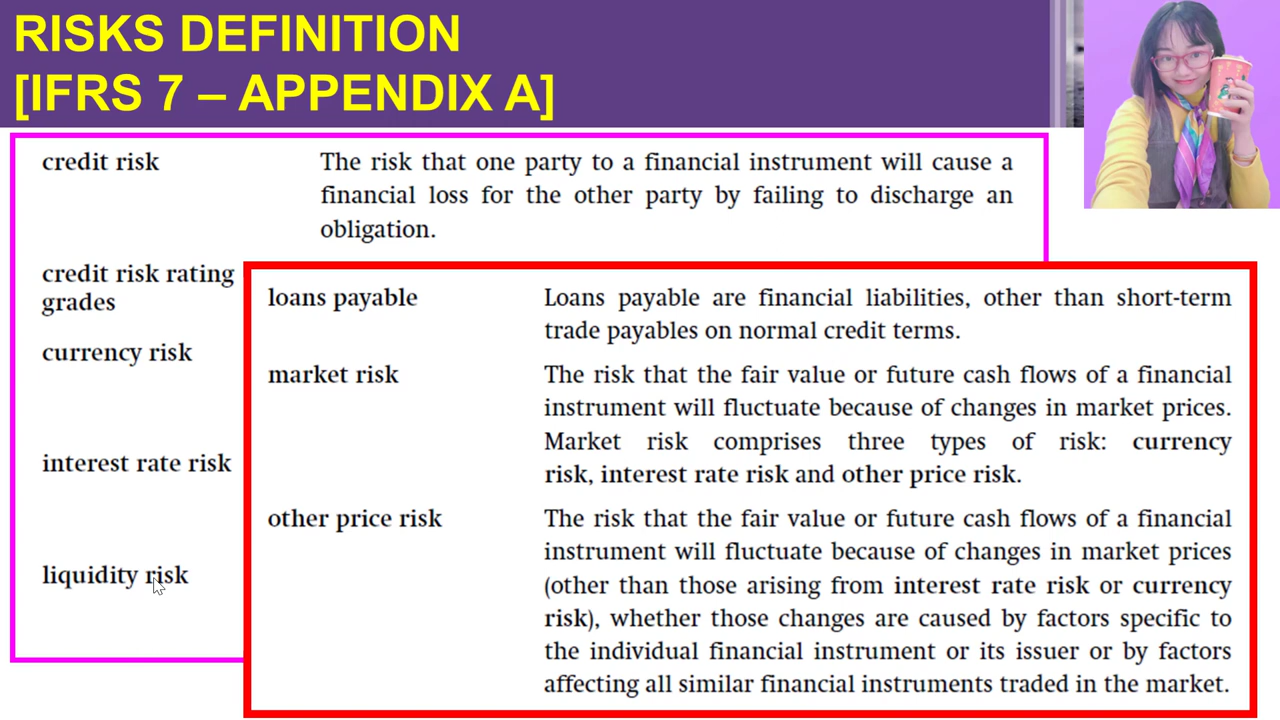 RISKS DEFINITION
[IFRS 7 – APPENDIX A]
credit risk
The risk that one party to a financial instrument will cause a
financial loss for the other party by failing to discharge an
obligation.
credit risk rating
grades
currency risk
interest rate risk
liquidity risk
loans payable
Loans payable are financial liabilities, other than short-term
trade payables on normal credit terms.
market risk
The risk that the fair value or future cash flows of a financial
instrument will fluctuate because of changes in market prices.
Market risk comprises three types of risk: currency
risk, interest rate risk and other price risk.
other price risk
The risk that the fair value or future cash flows of a financial
instrument will fluctuate because of changes in market prices
(other than those arising from interest rate risk or currency
risk), whether those changes are caused by factors specific to
the individual financial instrument or its issuer or by factors
affecting all similar financial instruments traded in the market.